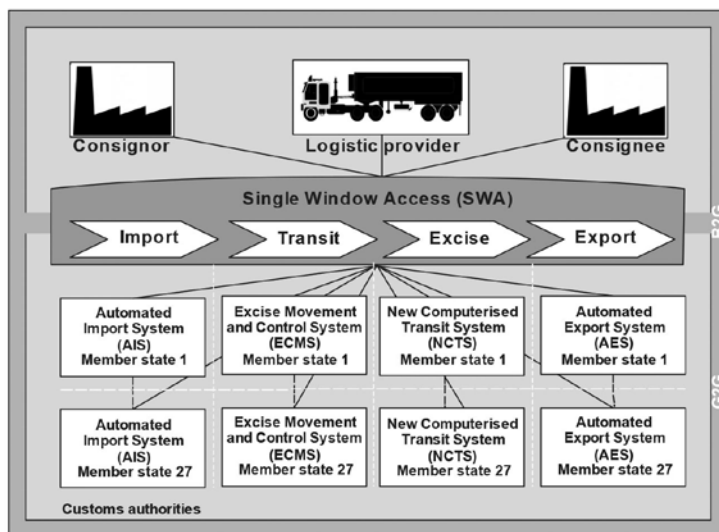 Consignor
Logistic provider
Consignee
Single Window Access (SWA)
Import
Transit
Excise
Export
B2G
Automated
Import System
(AIS)
Member state 1
Excise Movement
and Control System
(ECMS)
Member state 1
New Computerised
Transit System
(NCTS)
Member state 1
Automated
Export System
(AES)
Member state 1
G2G
Automated
Import System
(AIS)
Member state 27
Excise Movement
and Control System
(ECMS)
Member state 27
New Computerised
Transit System
(NCTS)
Member state 27
Automated
Export System
(AES)
Member state 27
Customs authorities